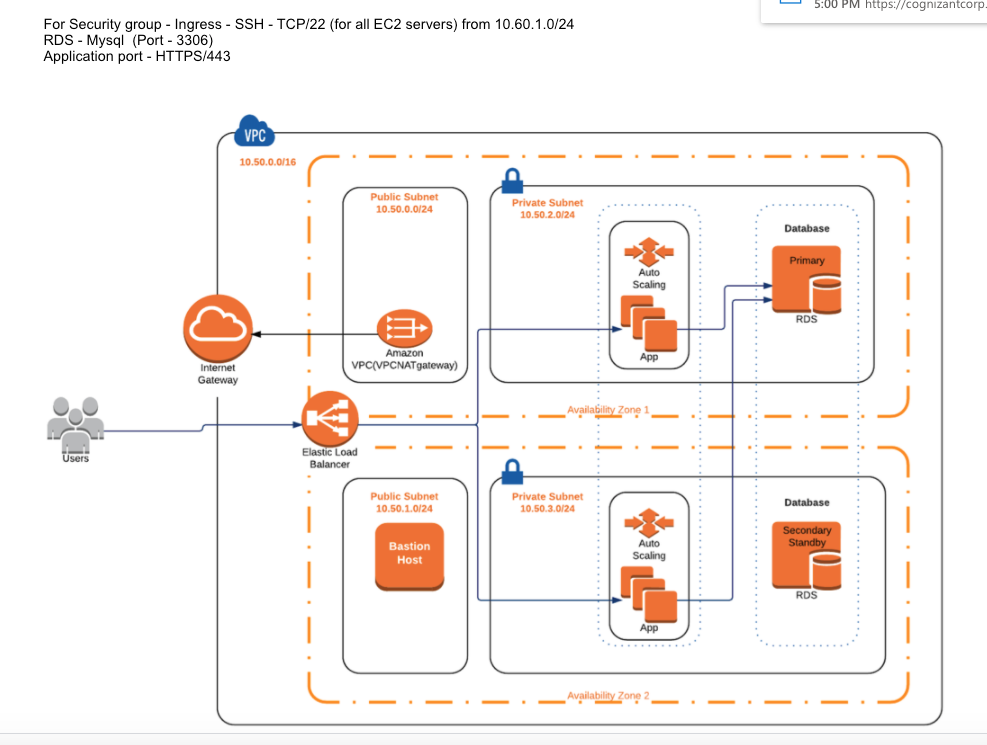 5:00 PM https://cognizantcorp.
For Security group - Ingress - SSH - TCP/22 (for all EC2 servers) from 10.60.1.0/24
RDS - Mysql (Port - 3306)
Application port - HTTPS/443
VPC
10.50.0.0/16
Public Subnet
10.50.0.0/24
Private Subnet
10.50.2.0/24
Database
Primary
RDS
Auto
Scaling
App
Amazon
VPC(VPCNATgateway)
Internet
Gateway
Availability Zone 1
Users
Elastic Load
Balancer
Public Subnet
10.50.1.0/24
Bastion
Host
Private Subnet
10.50.3.0/24
Auto
Scaling
App
Database
Secondary
Standby
RDS
Availability Zone 2